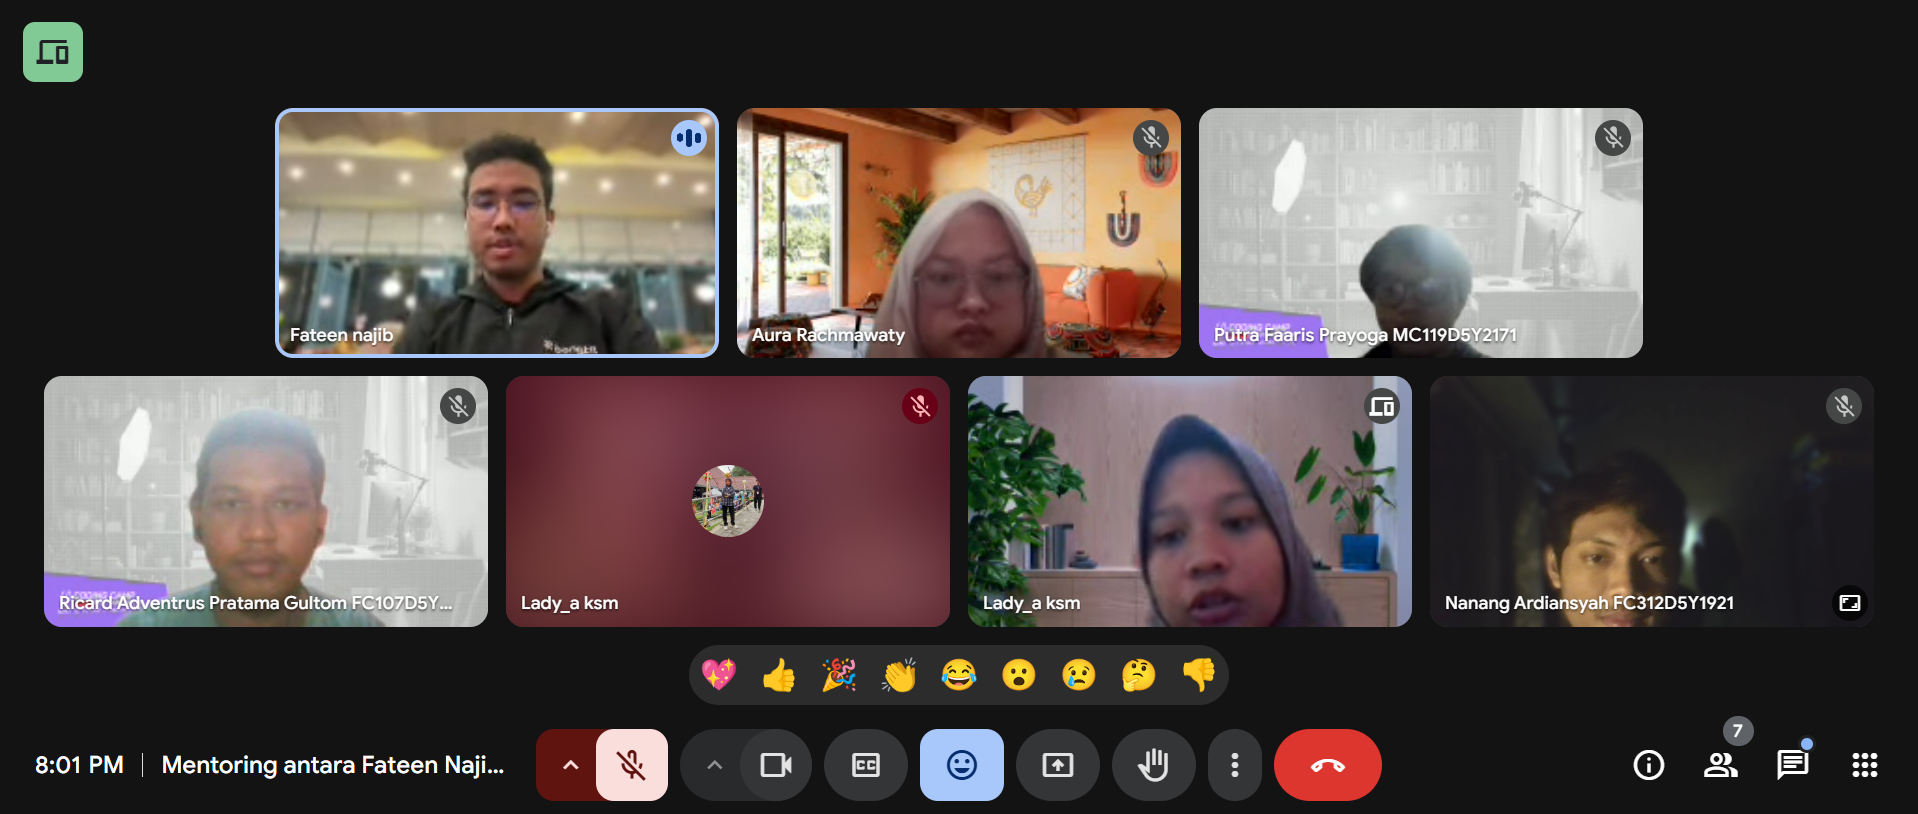 Fateen najib
Aura Rachmawaty
Putra Faaris Prayoga MC119D5Y2171
Ricard Adventrus Pratama Gultom FC107D5Y...
Lady_a ksm
Lady_a ksm
Nanang Ardiansyah FC312D5Y1921
8:01 PM
Mentoring antara Fateen Naji...
CC
7